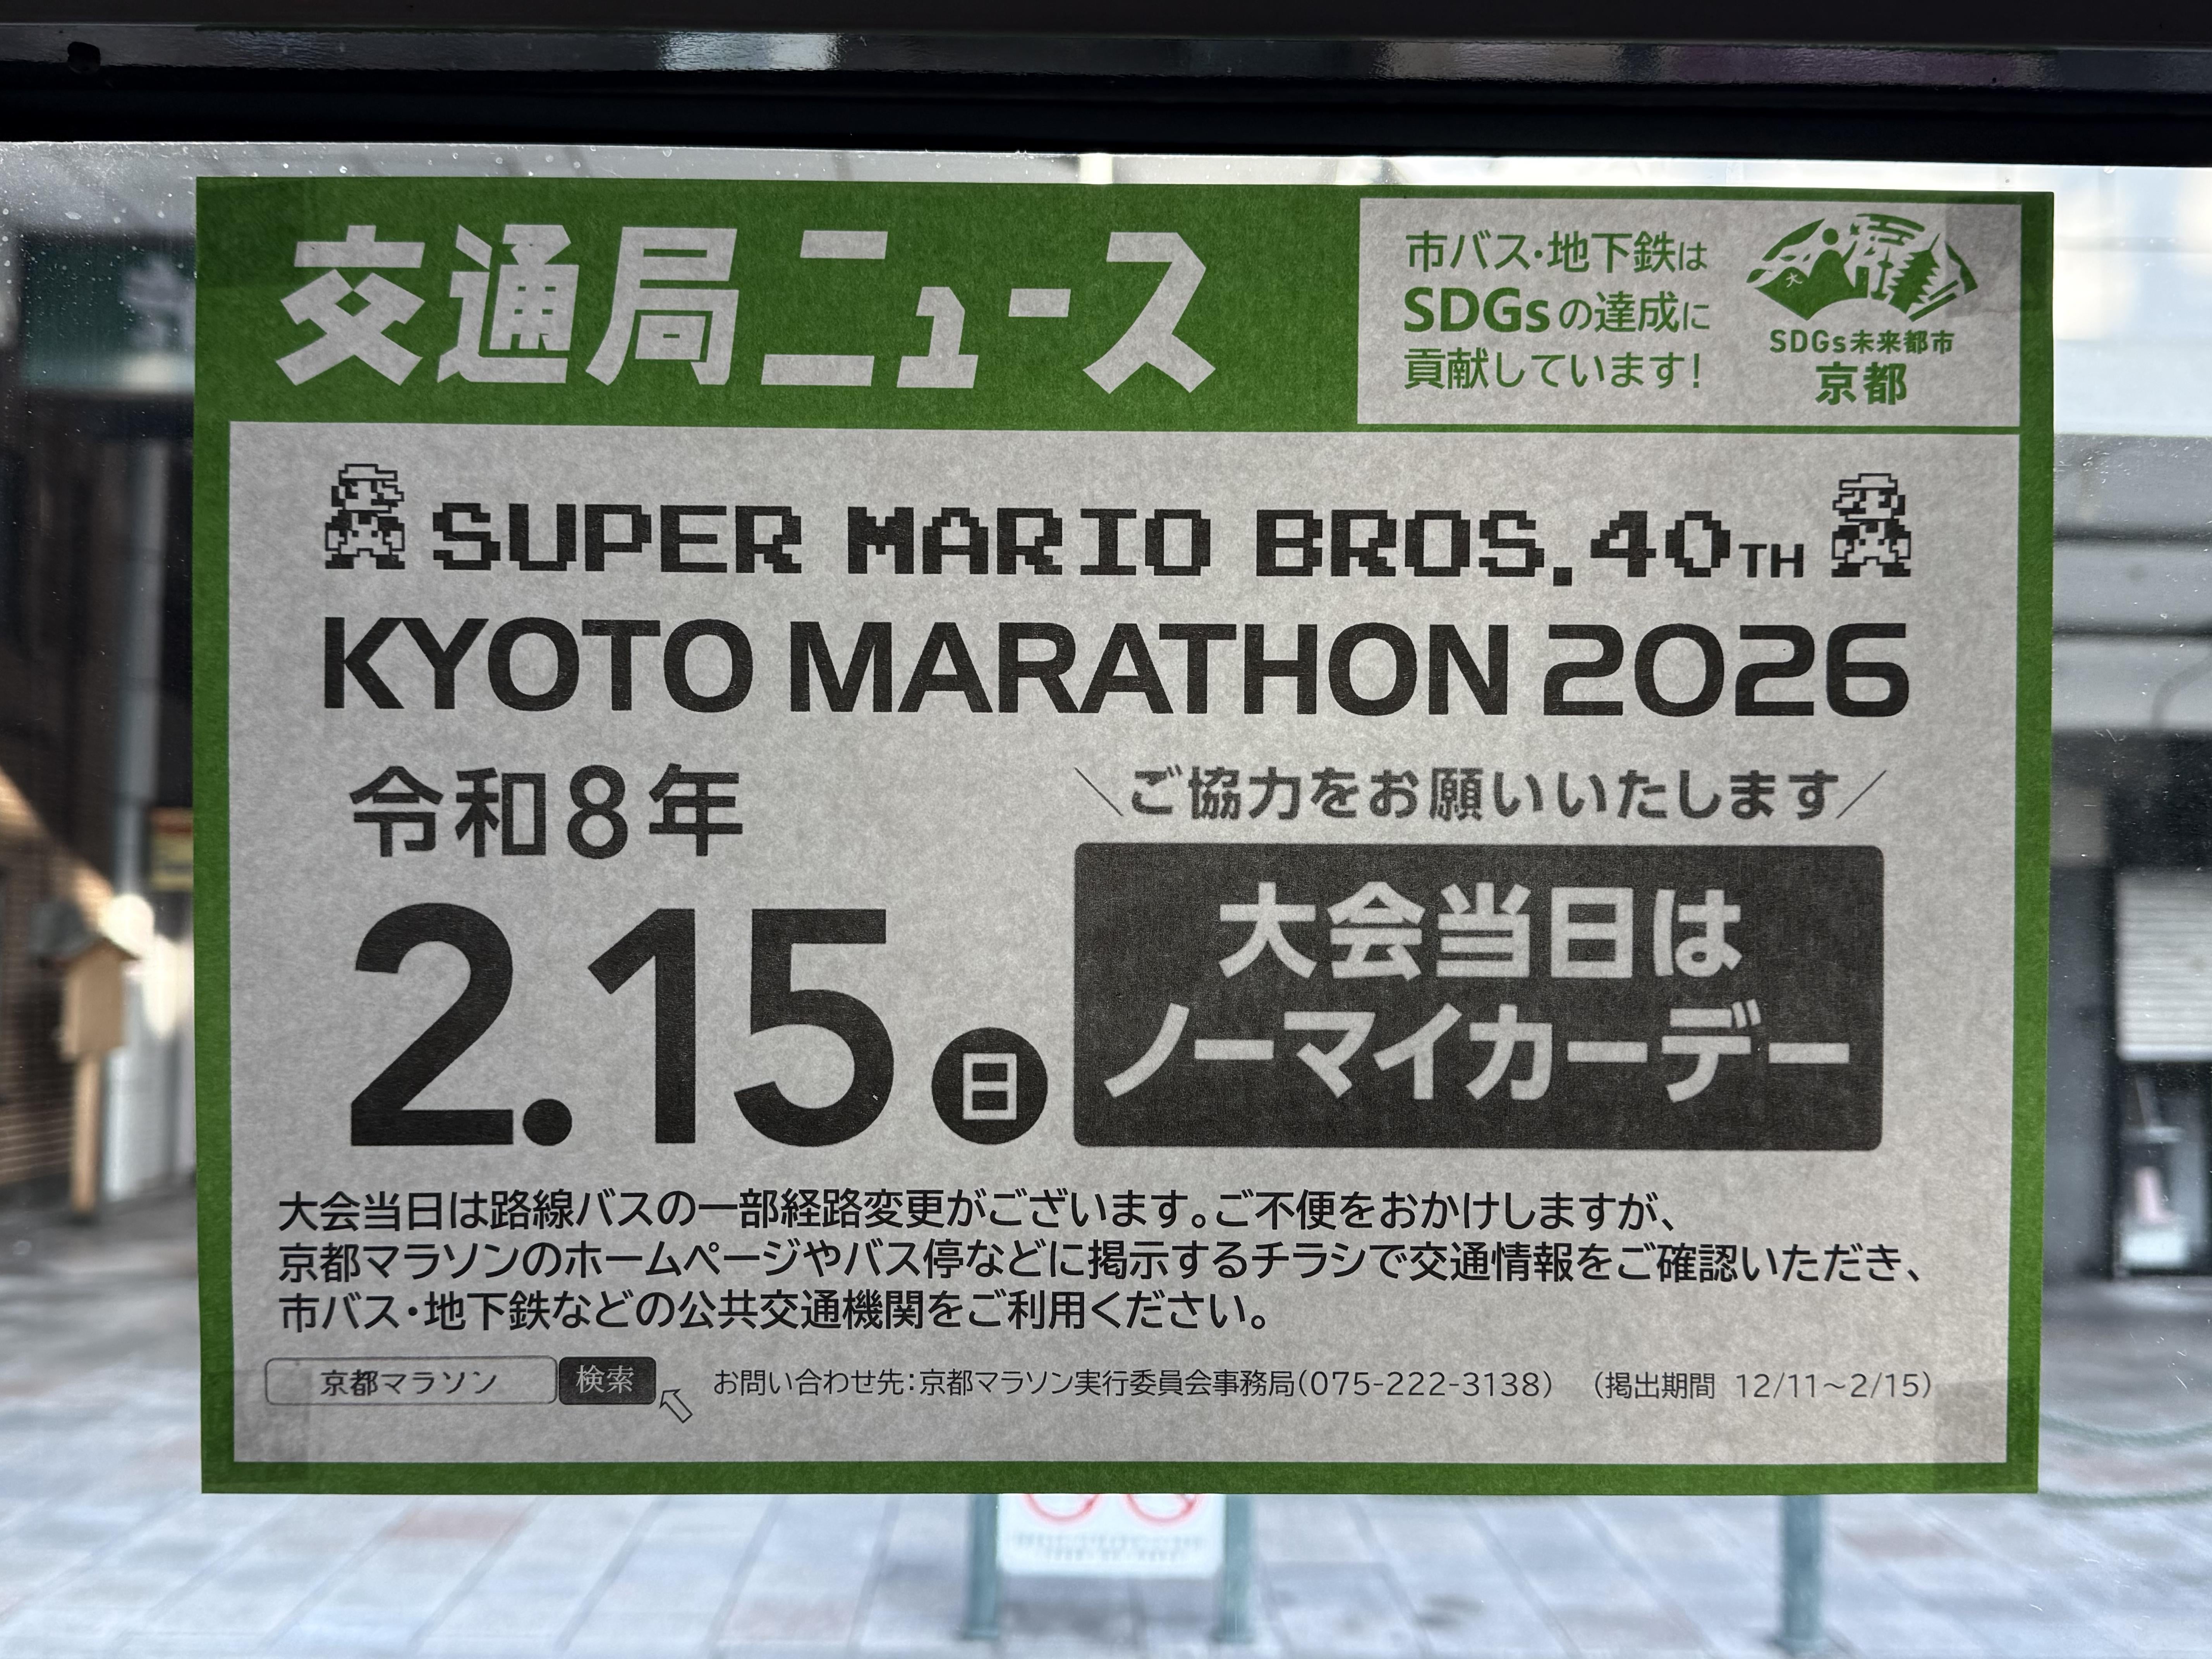 交通局ニュース
市バス・地下鉄は
SDGsの達成に
貢献しています！
大
SDGs未来都市
京都
SUPER MARIO BROS. 40TH
KYOTO MARATHON 2026
令和8年
2.15日
＼ご協力をお願いいたします／
大会当日は
ノーマイカーデー
大会当日は路線バスの一部経路変更がございます。ご不便をおかけしますが、
京都マラソンのホームページやバス停などに掲示するチラシで交通情報をご確認いただき、
市バス・地下鉄などの公共交通機関をご利用ください。
京都マラソン 検索 お問い合わせ先：京都マラソン実行委員会事務局（075-222-3138） （掲出期間 12/11～2/15）